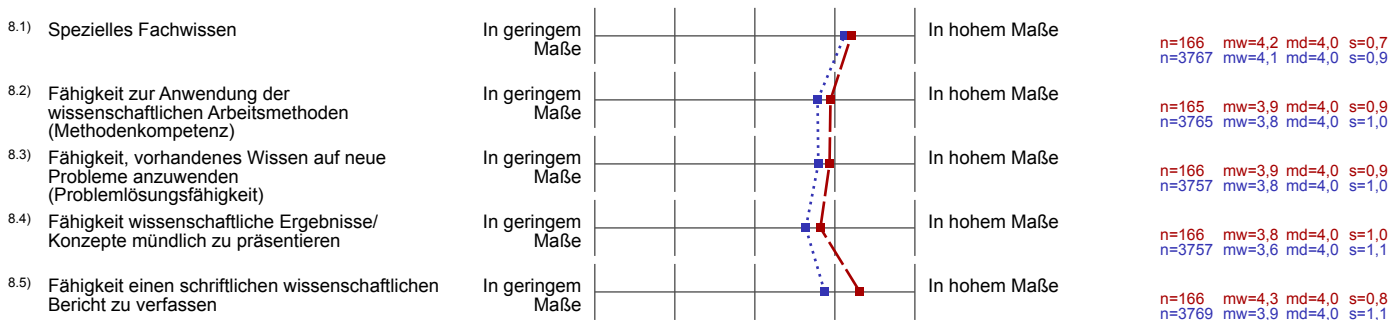 8.1) Spezielles Fachwissen
In geringem
Maße
In hohem Maße
n=166 mw=4,2 md=4,0 s=0,7
n=3767 mw=4,1 md=4,0 s=0,9
8.2) Fähigkeit zur Anwendung der
wissenschaftlichen Arbeitsmethoden
(Methodenkompetenz)
In geringem
Maße
In hohem Maße
n=165 mw=3,9 md=4,0 s=0,9
n=3765 mw=3,8 md=4,0 s=1,0
8.3) Fähigkeit, vorhandenes Wissen auf neue
Probleme anzuwenden
(Problemlösungsfähigkeit)
In geringem
Maße
In hohem Maße
n=166 mw=3,9 md=4,0 s=0,9
n=3757 mw=3,8 md=4,0 s=1,0
8.4) Fähigkeit wissenschaftliche Ergebnisse/
Konzepte mündlich zu präsentieren
In geringem
Maße
In hohem Maße
n=166 mw=3,8 md=4,0 s=1,0
n=3757 mw=3,6 md=4,0 s=1,1
8.5) Fähigkeit einen schriftlichen wissenschaftlichen
Bericht zu verfassen
In geringem
Maße
In hohem Maße
n=166 mw=4,3 md=4,0 s=0,8
n=3769 mw=3,9 md=4,0 s=1,1